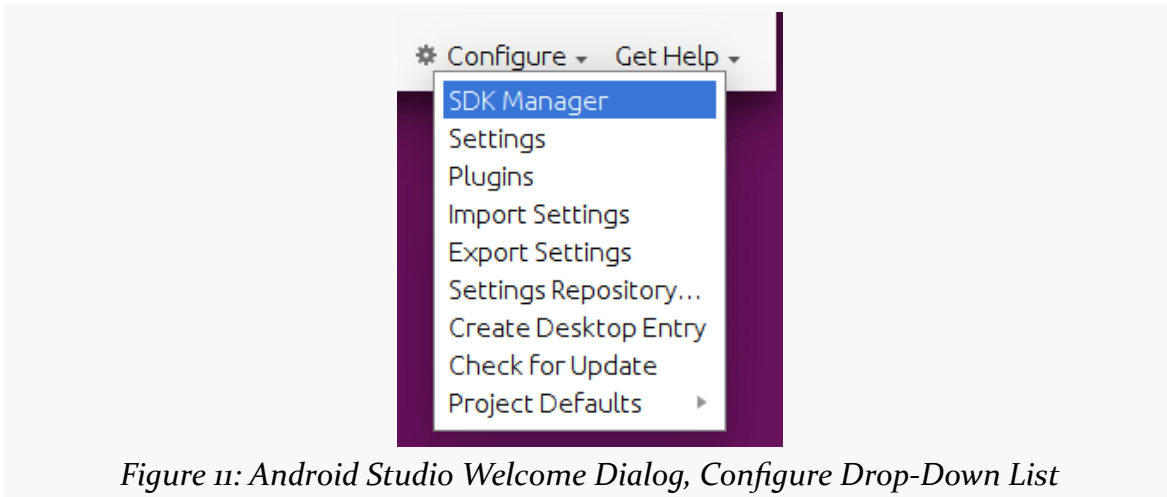 Configure Get Help
SDK Manager
Settings
Plugins
Import Settings
Export Settings
Settings Repository...
Create Desktop Entry
Check for Update
Project Defaults
Figure 11: Android Studio Welcome Dialog, Configure Drop-Down List